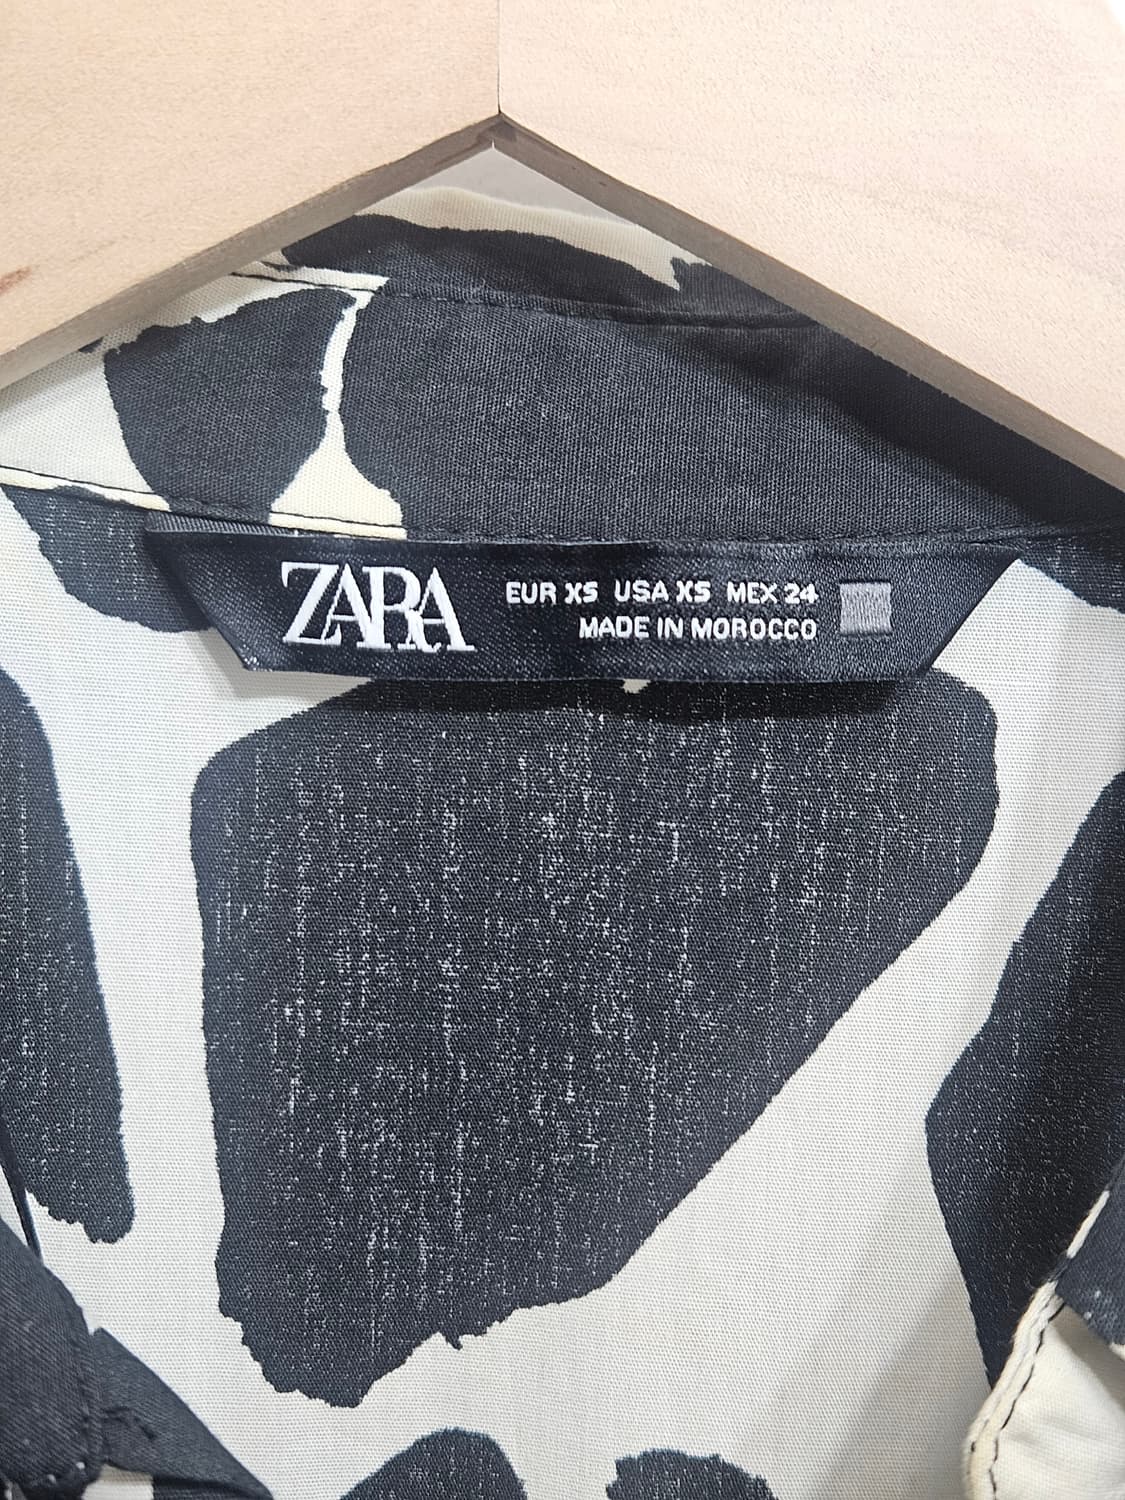 ZARA
EUR XS USA XS MEX 24
MADE IN MOROCCO